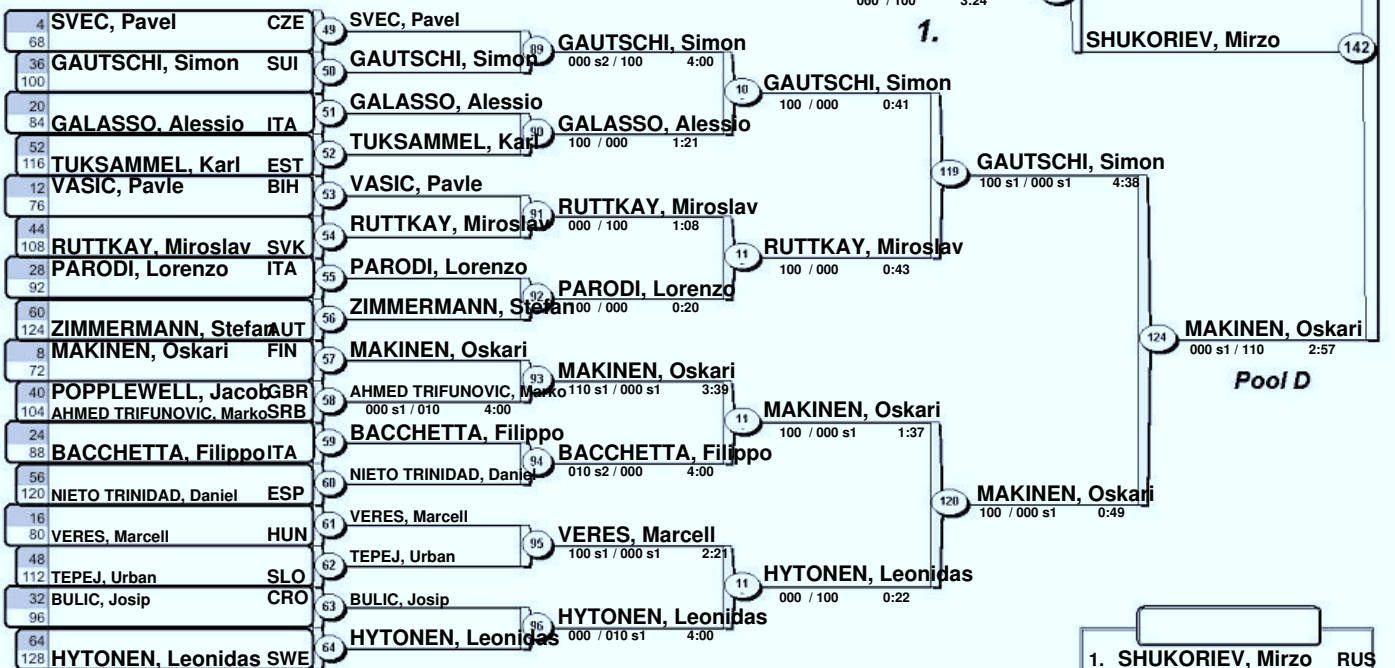 000 / 100 3:24
1.
SHUKORIEV, Mirzo
142
4 SVEC, Pavel CZE
68
49 SVEC, Pavel
36 GAUTSCHI, Simon SUI
100
50 GAUTSCHI, Simon
20
84 GALASSO, Alessio ITA
51 GALASSO, Alessio
52
116 TUKSAMMEL, Karl EST
52 TUKSAMMEL, Karl
12 VASIC, Pavle BIH
76
53 VASIC, Pavle
44
108 RUTTKAY, Miroslav SVK
54 RUTTKAY, Miroslav
28 PARODI, Lorenzo ITA
92
55 PARODI, Lorenzo
60
124 ZIMMERMANN, Stefan AUT
56 ZIMMERMANN, Stefan
8 MAKINEN, Oskari FIN
72
57 MAKINEN, Oskari
40 POPPLEWELL, Jacob GBR
104 AHMED TRIFUNOVIC, Marko SRB
58 AHMED TRIFUNOVIC, Marko
000 s1 / 010 4:00
24
88 BACCHETTA, Filippo ITA
59 BACCHETTA, Filippo
56
120 NIETO TRINIDAD, Daniel ESP
60 NIETO TRINIDAD, Daniel
16
80 VERES, Marcell HUN
61 VERES, Marcell
48
112 TEPEJ, Urban SLO
62 TEPEJ, Urban
32 BULIC, Josip CRO
96
63 BULIC, Josip
64
128 HYTONEN, Leonidas SWE
64 HYTONEN, Leonidas
89 GAUTSCHI, Simon
000 s2 / 100 4:00
90 GALASSO, Alessio
100 / 000 1:21
91 RUTTKAY, Miroslav
000 / 100 1:08
92 PARODI, Lorenzo
100 / 000 0:20
93 MAKINEN, Oskari
110 s1 / 000 s1 3:39
94 BACCHETTA, Filippo
010 s2 / 000 4:00
95 VERES, Marcell
100 s1 / 000 s1 2:21
96 HYTONEN, Leonidas
000 / 010 s1 4:00
10 GAUTSCHI, Simon
100 / 000 0:41
11 RUTTKAY, Miroslav
100 / 000 0:43
11 MAKINEN, Oskari
100 / 000 s1 1:37
11 HYTONEN, Leonidas
000 / 100 0:22
119 GAUTSCHI, Simon
100 s1 / 000 s1 4:38
120 MAKINEN, Oskari
100 / 000 s1 0:49
124 MAKINEN, Oskari
000 s1 / 110 2:57
Pool D
1. SHUKORIEV, Mirzo RUS